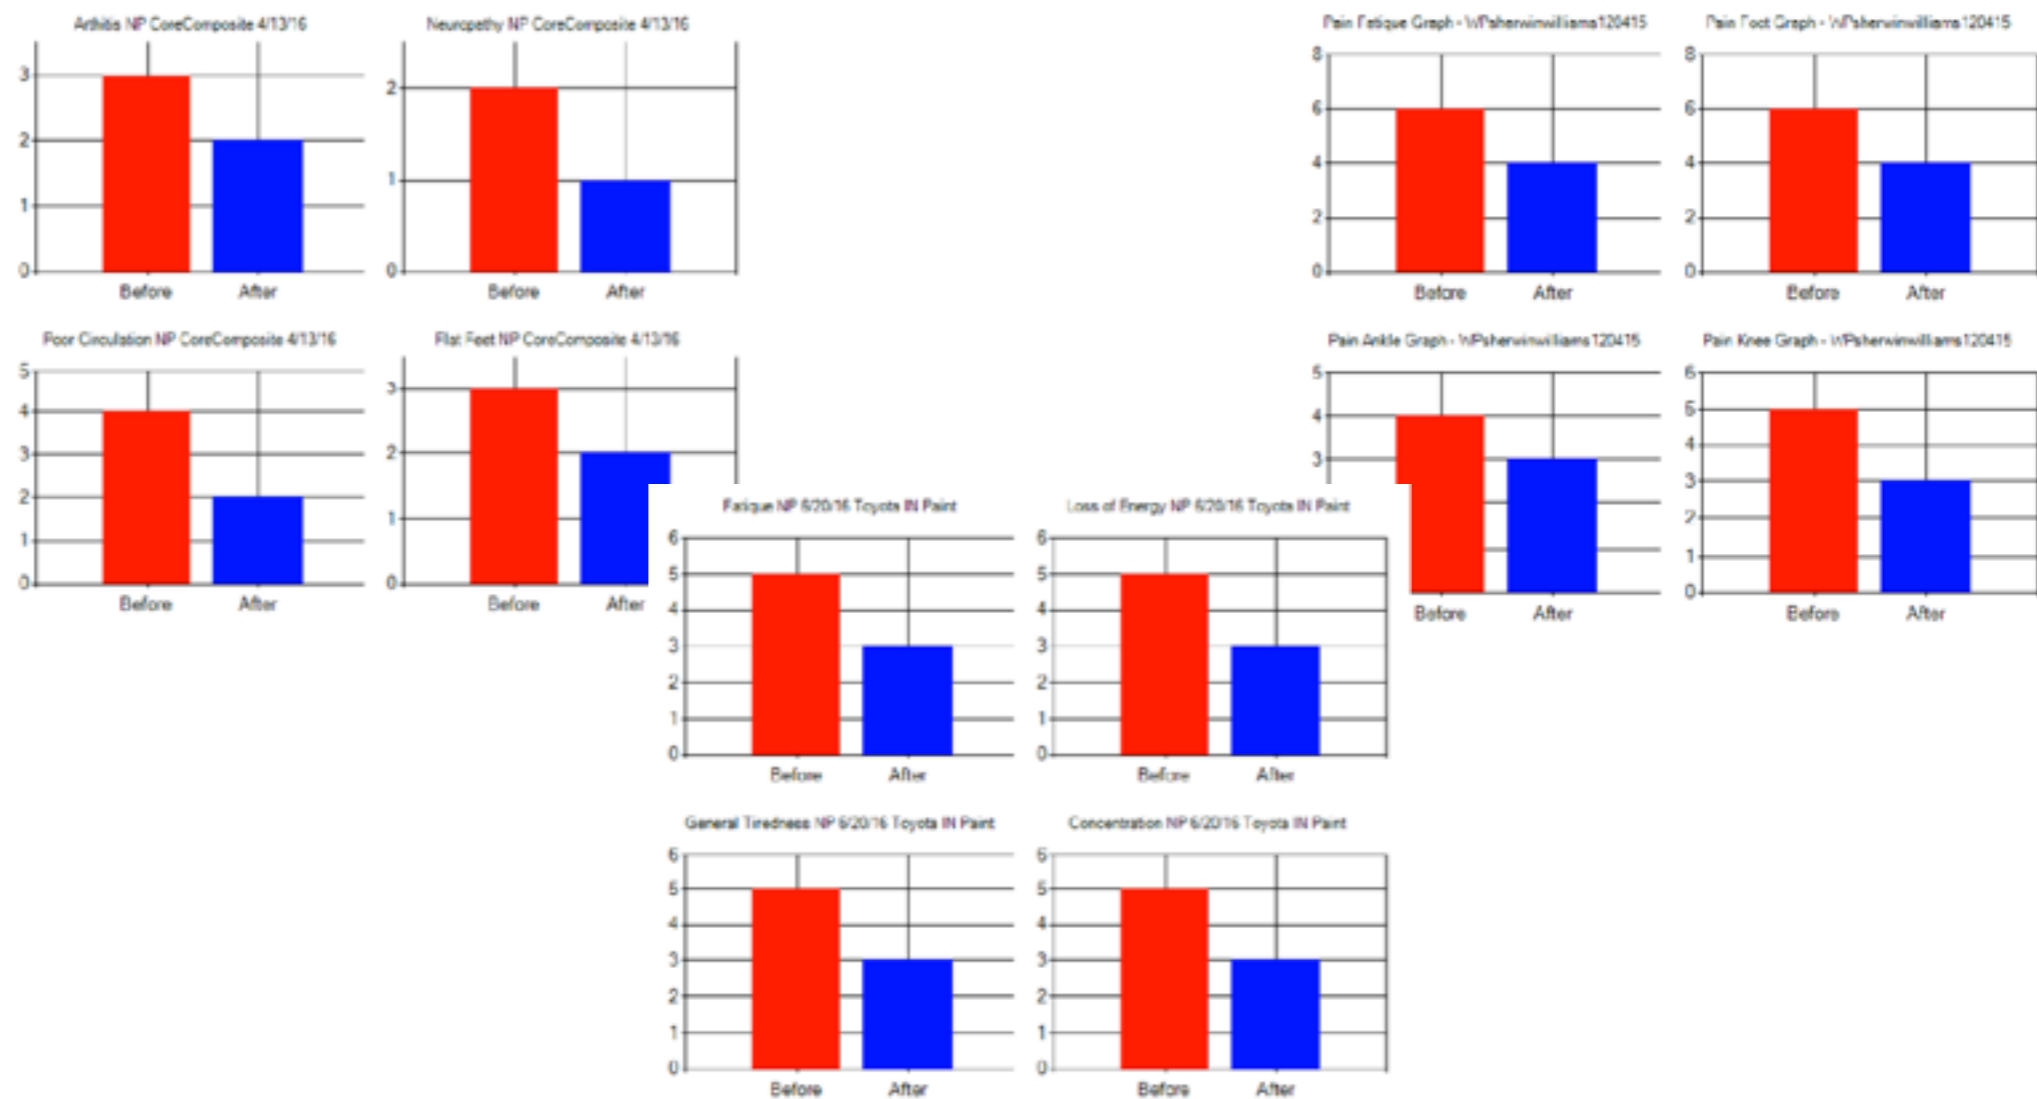 Arthitis NP CoreComposite 4/13/16
3
2
1
0
Before After
Neuropathy NP CoreComposite 4/13/16
2
1
0
Before After
Pain Fatique Graph - WPsherwinwilliams120415
8
6
4
2
0
Before After
Pain Foot Graph - WPsherwinwilliams120415
8
6
4
2
0
Before After
Poor Circulation NP CoreComposite 4/13/16
5
4
3
2
1
0
Before After
Flat Feet NP CoreComposite 4/13/16
3
2
1
0
Before After
Pain Ankle Graph - WPsherwinwilliams120415
5
4
3
Before After
Pain Knee Graph - WPsherwinwilliams120415
6
5
4
3
2
1
0
Before After
Fatique NP 6/20/16 Toyota IN Paint
6
5
4
3
2
1
0
Before After
Loss of Energy NP 6/20/16 Toyota IN Paint
6
5
4
3
2
1
0
Before After
General Tiredness NP 6/20/16 Toyota IN Paint
6
5
4
3
2
1
0
Before After
Concentration NP 6/20/16 Toyota IN Paint
6
5
4
3
2
1
0
Before After